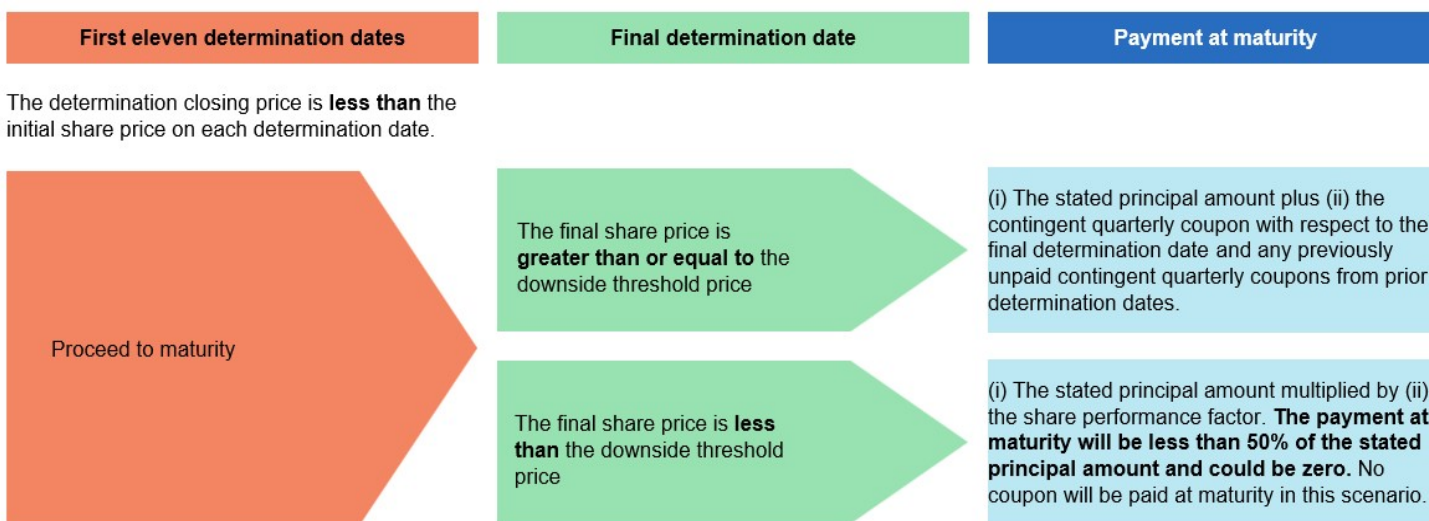 First eleven determination dates
Final determination date
Payment at maturity
The determination closing price is less than the
initial share price on each determination date.
Proceed to maturity
The final share price is
greater than or equal to the
downside threshold price
(i) The stated principal amount plus (ii) the
contingent quarterly coupon with respect to the
final determination date and any previously
unpaid contingent quarterly coupons from prior
determination dates.
The final share price is less
than the downside threshold
price
(i) The stated principal amount multiplied by (ii)
the share performance factor. The payment at
maturity will be less than 50% of the stated
principal amount and could be zero. No
coupon will be paid at maturity in this scenario.